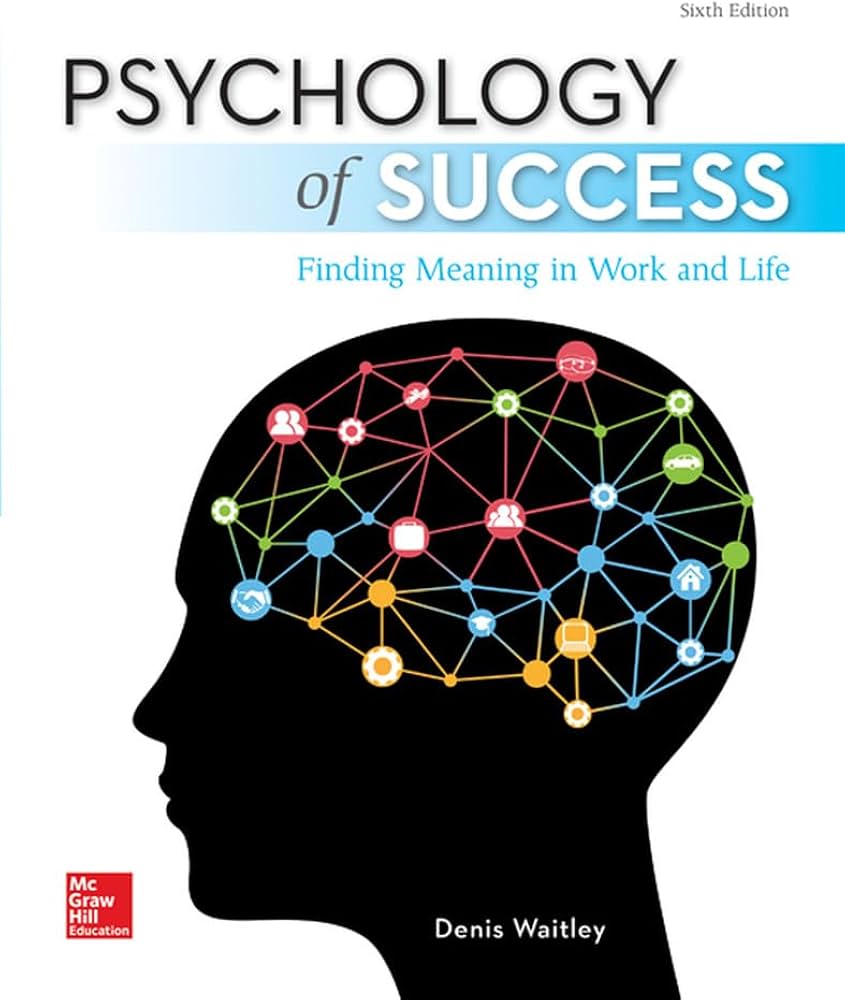 Sixth Edition
PSYCHOLOGY
of SUCCESS
Finding Meaning in Work and Life
Mc
Graw
Hill
Education
Denis Waitley